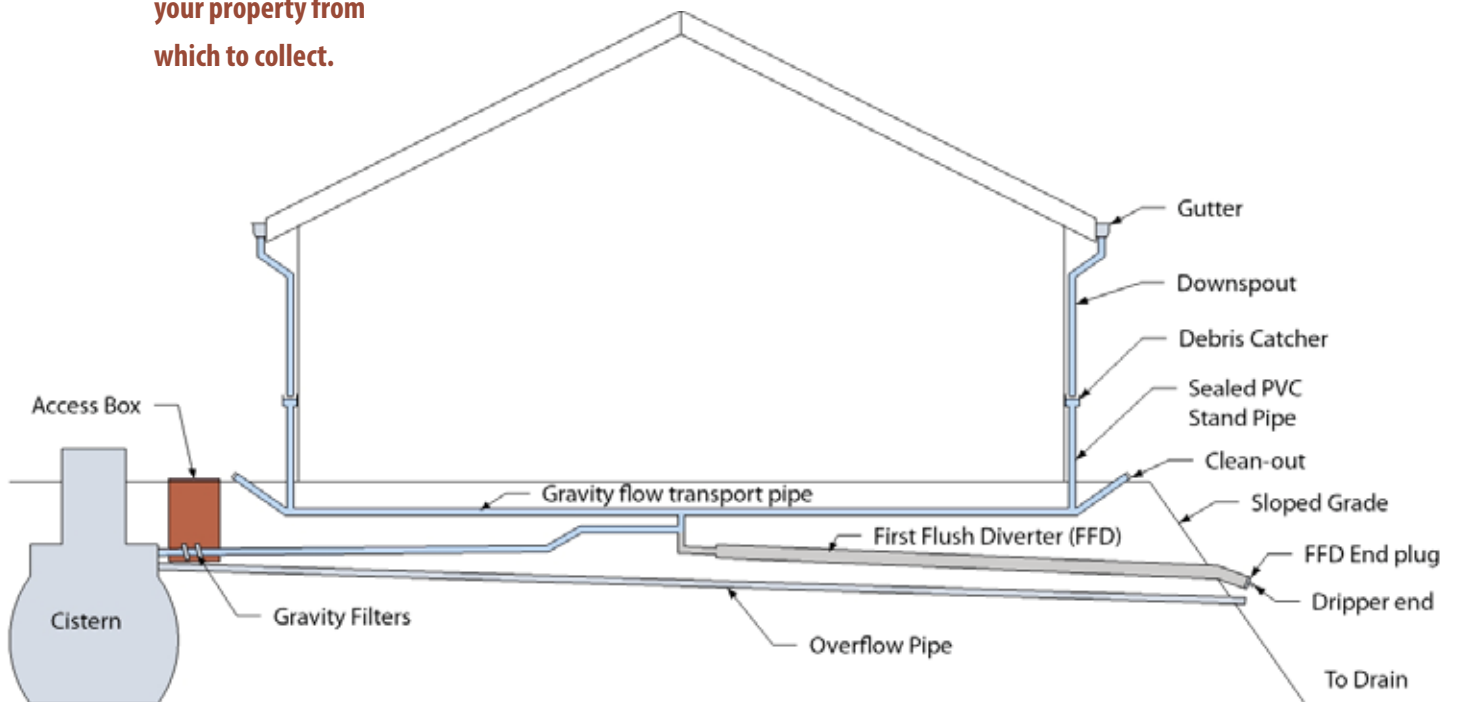 your property from
which to collect.
Gutter
Downspout
Debris Catcher
Sealed PVC
Stand Pipe
Access Box
Clean-out
Gravity flow transport pipe
Sloped Grade
First Flush Diverter (FFD)
FFD End plug
Dripper end
Cistern
Gravity Filters
Overflow Pipe
To Drain